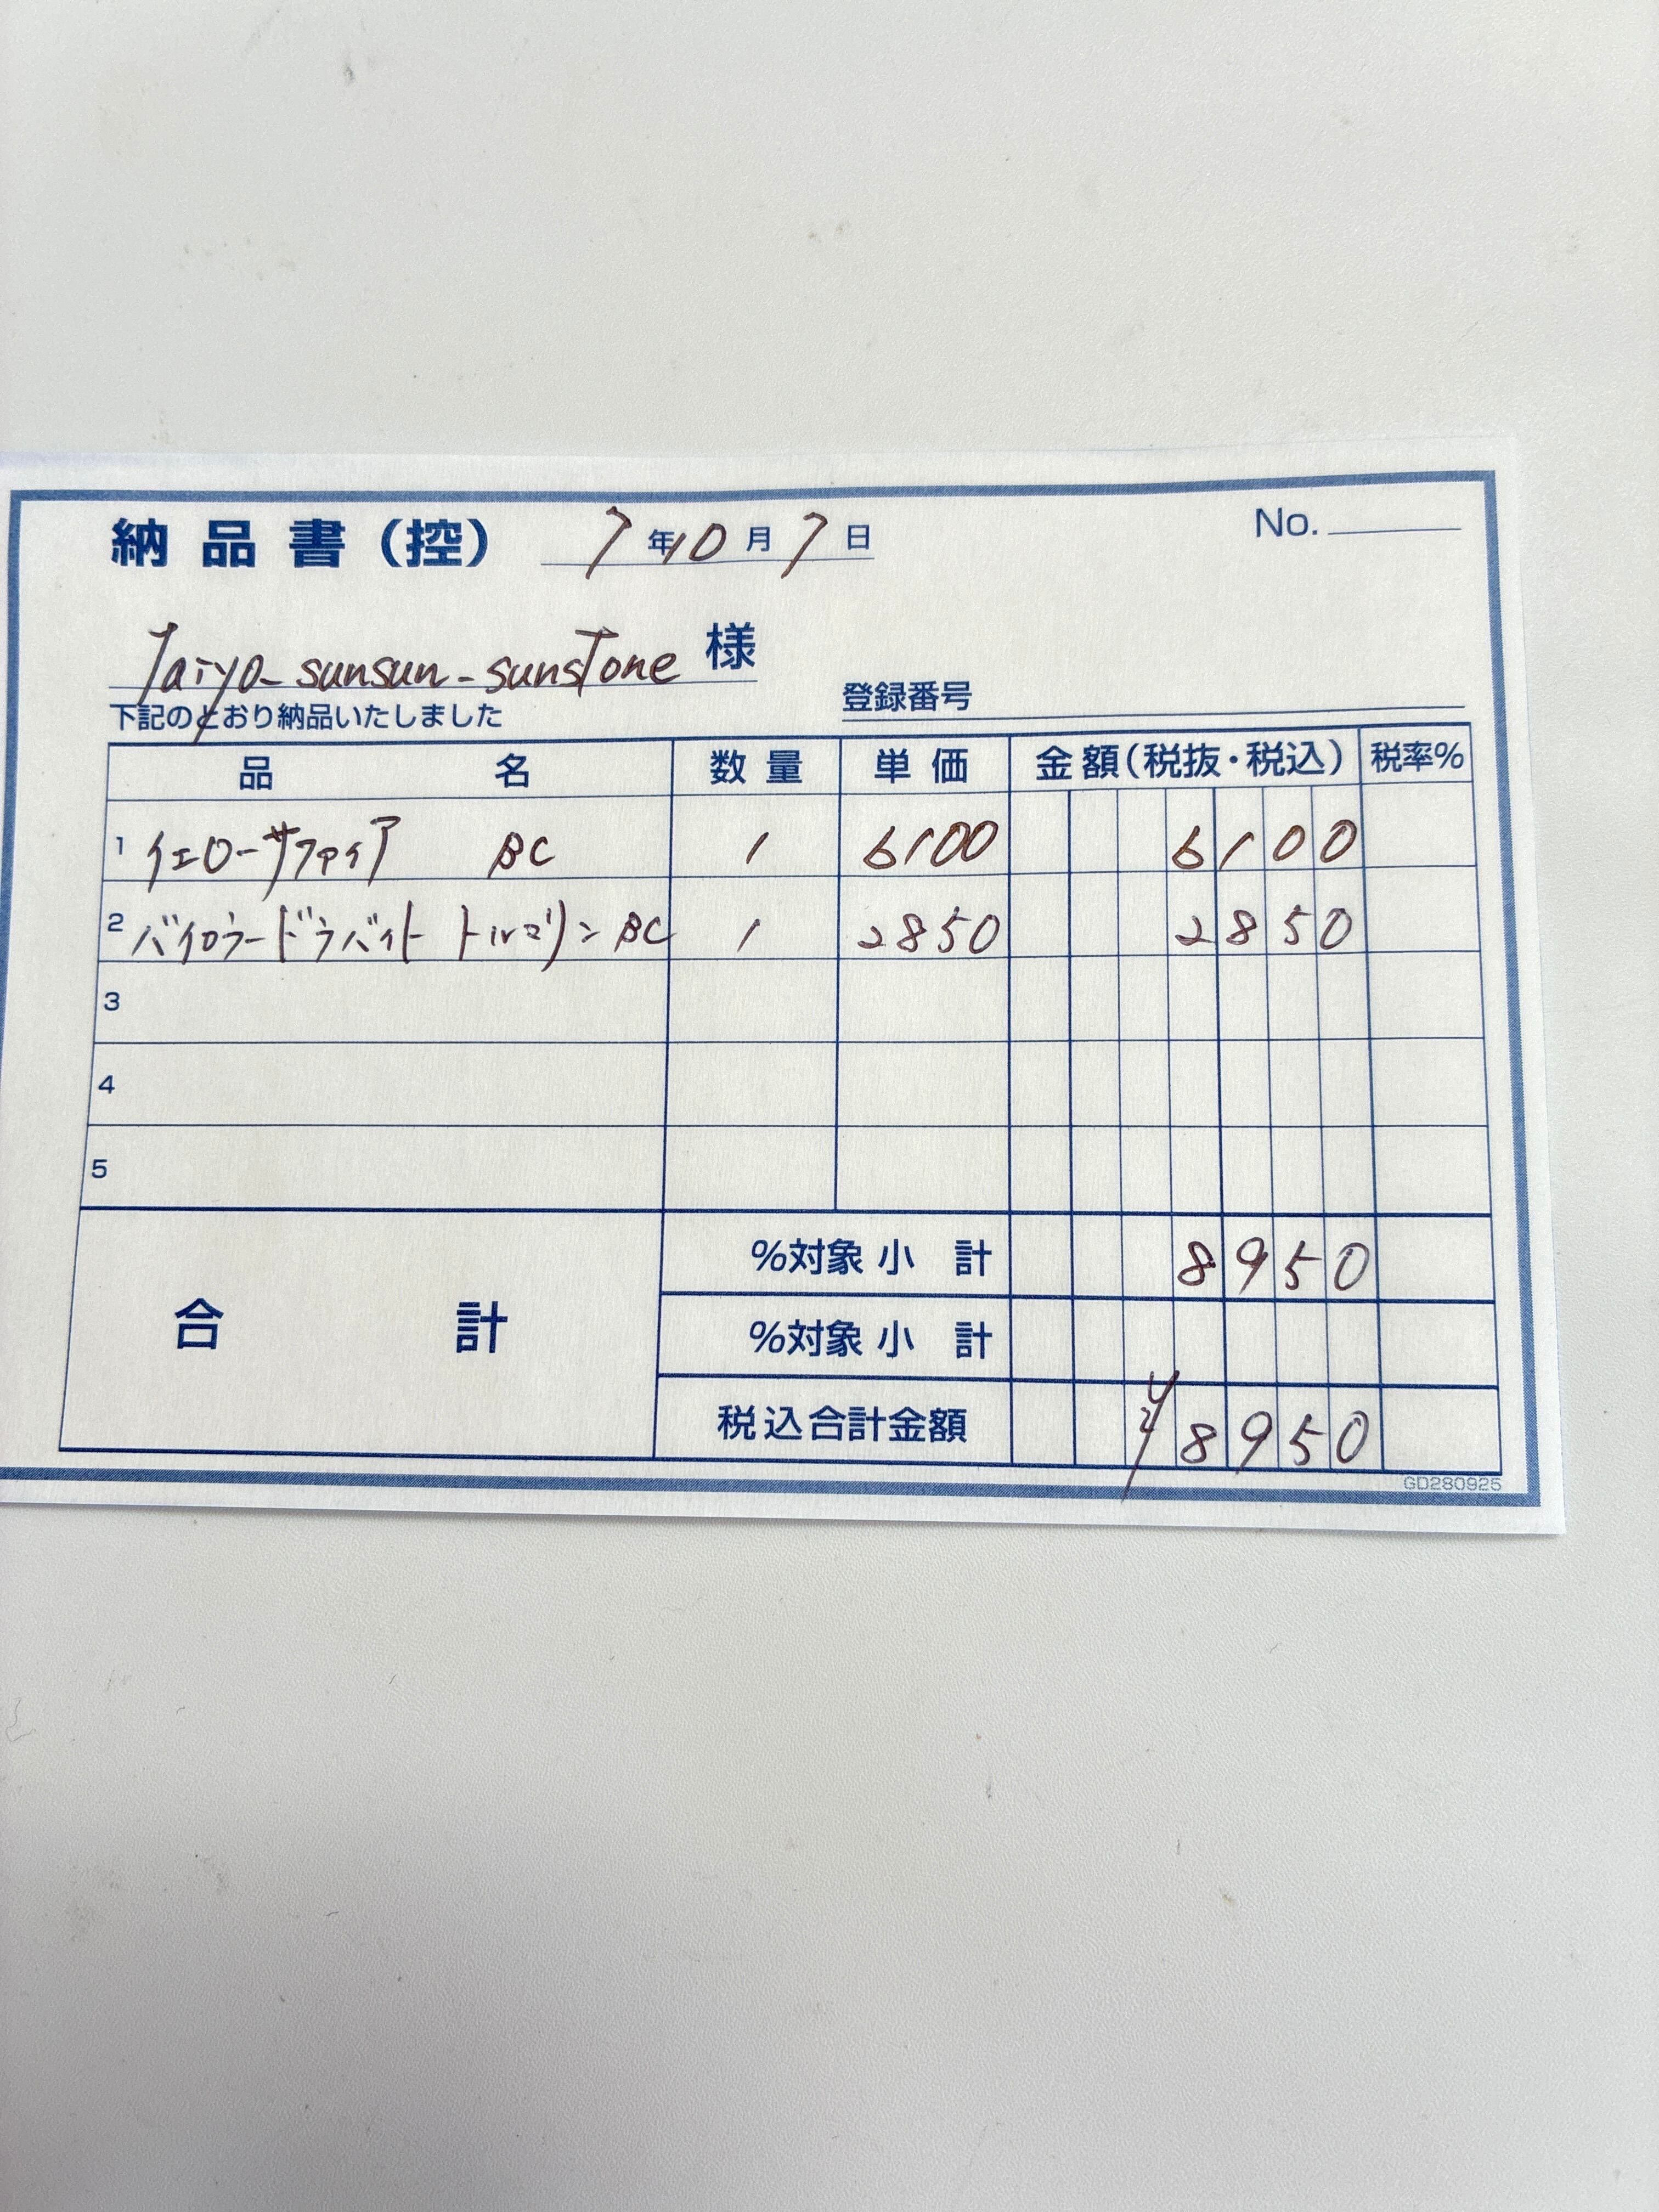 納品書(控) 7年10月7日 No.
Taiyo-sunsun-sunstone 様
登録番号
下記のとおり納品いたしました
品名 数量 単価 金額(税抜・税込) 税率%
1 イエローサファイア BC 1 6100 6100
2 バイカラードラバイト トルマリン BC 1 2850 2850
3
4
5
合計
%対象 小計 8950
%対象 小計
税込合計金額 ¥8950
GD280925